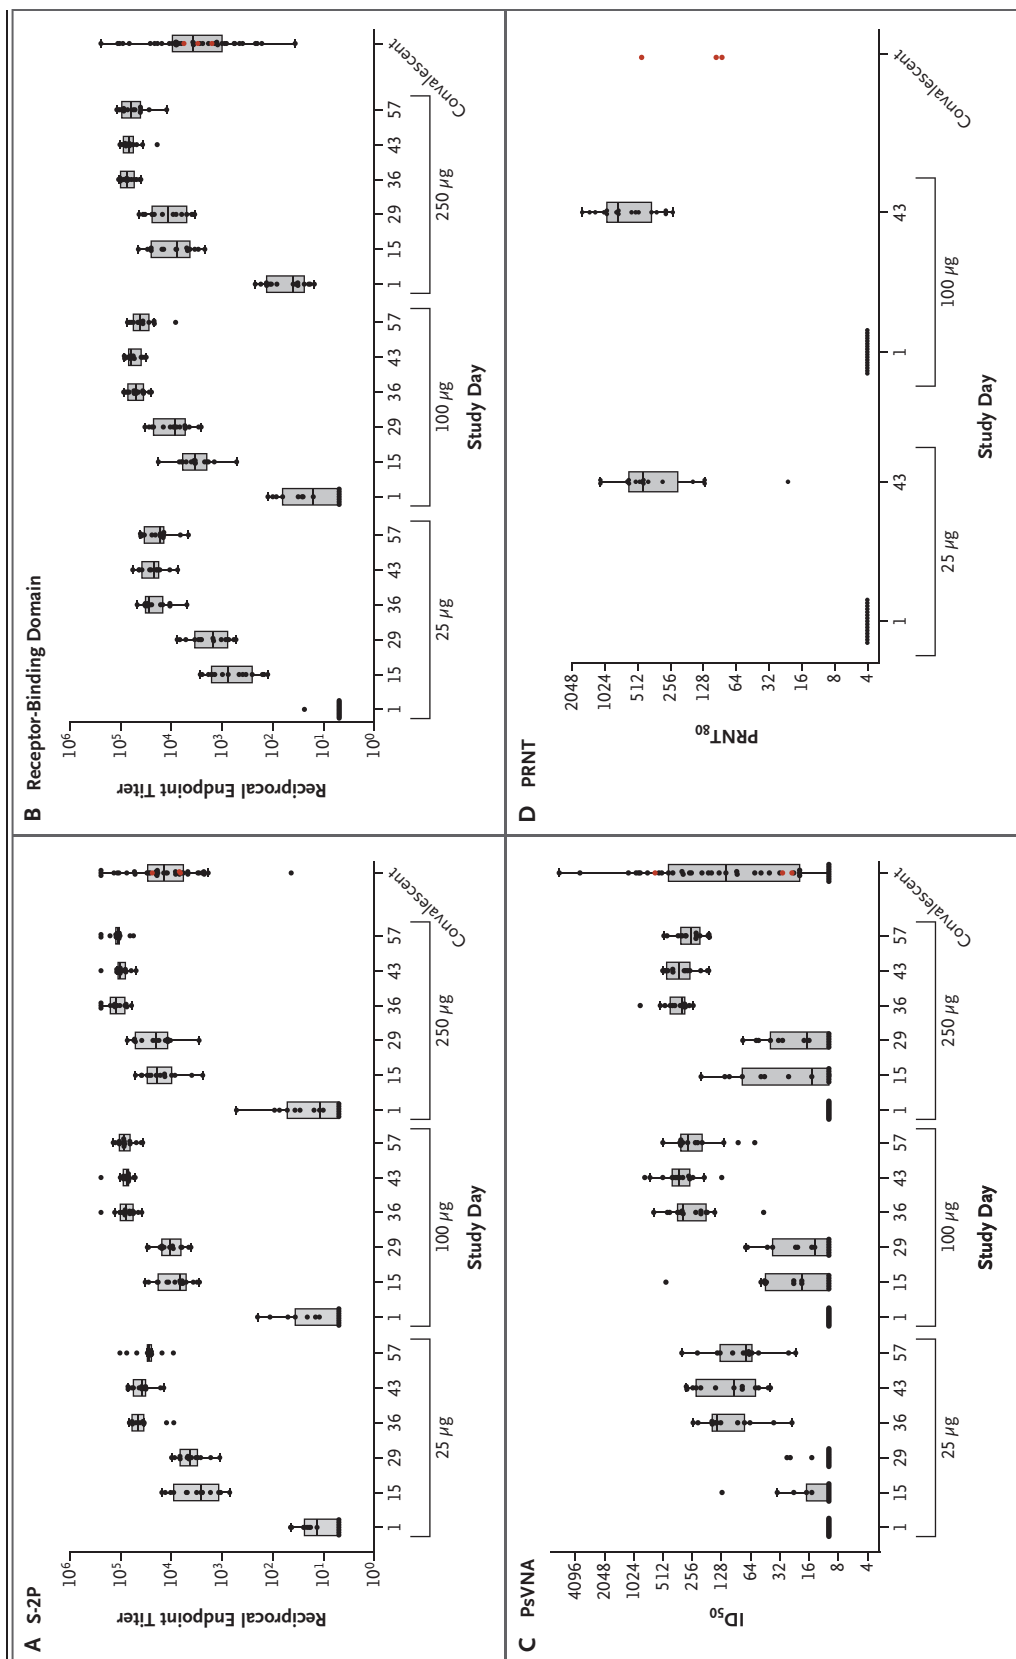 A S-2P
Reciprocal Endpoint Titer
10⁶
10⁵
10⁴
10³
10²
10¹
10⁰
1 15 29 36 43 57 1 15 29 36 43 57 1 15 29 36 43 57 Convalescent
25 μg 100 μg 250 μg
Study Day
B Receptor-Binding Domain
Reciprocal Endpoint Titer
10⁶
10⁵
10⁴
10³
10²
10¹
10⁰
1 15 29 36 43 57 1 15 29 36 43 57 1 15 29 36 43 57 Convalescent
25 μg 100 μg 250 μg
Study Day
C PsVNA
ID₅₀
4096
2048
1024
512
256
128
64
32
16
8
4
1 15 29 36 43 57 1 15 29 36 43 57 1 15 29 36 43 57 Convalescent
25 μg 100 μg 250 μg
Study Day
D PRNT
PRNT₈₀
2048
1024
512
256
128
64
32
16
8
4
1 43 1 43 Convalescent
25 μg 100 μg
Study Day